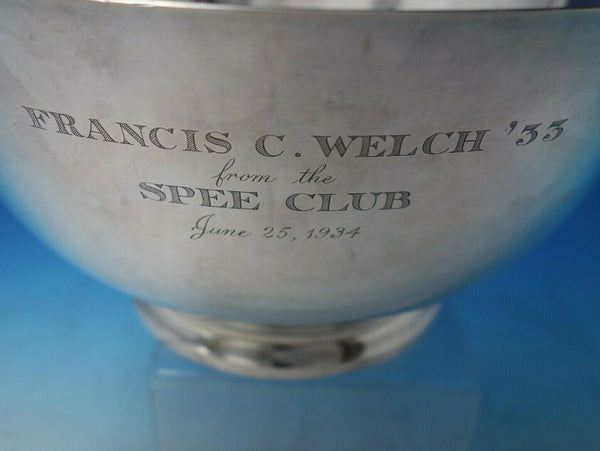 FRANCIS C. WELCH '33
from the
SPEE CLUB
June 25, 1934